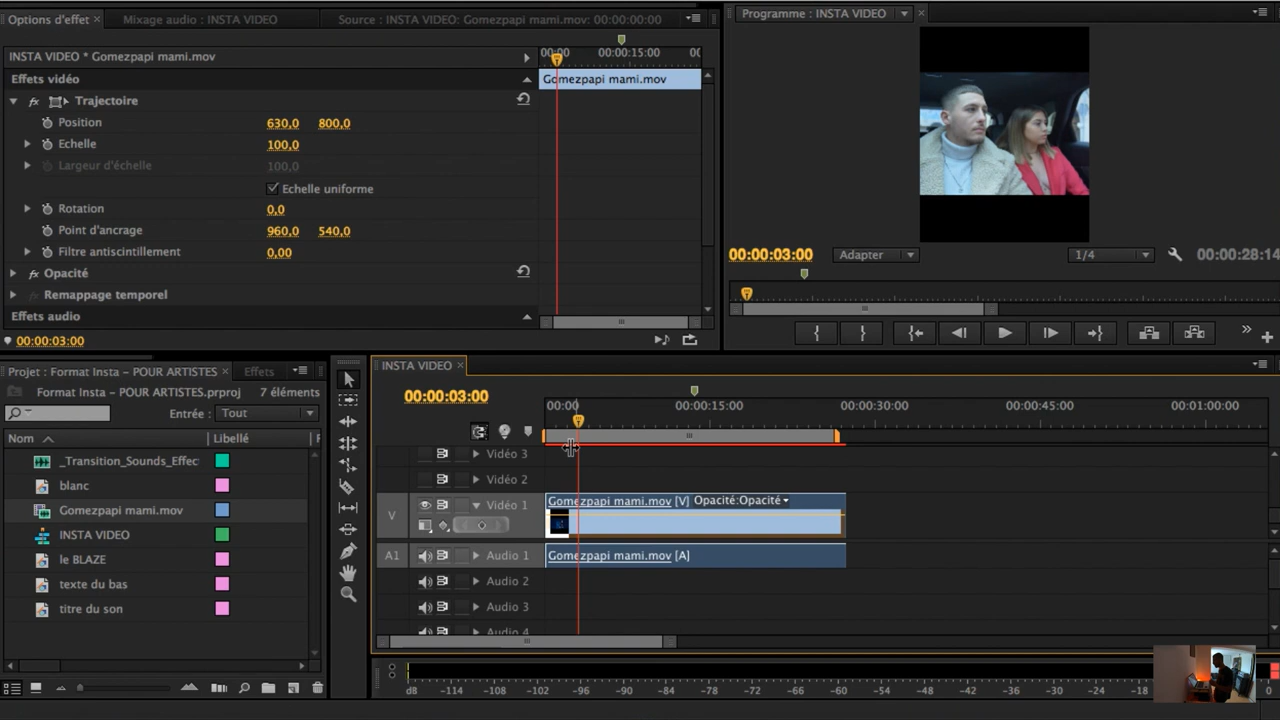 Options d'effet
Mixage audio : INSTA VIDEO
Source : INSTA VIDEO: Gomezpapi mami.mov: 00:00:00:00
Programme : INSTA VIDEO
INSTA VIDEO * Gomezpapi mami.mov
00:00
00:00:15:00
Effets vidéo
Gomezpapi mami.mov
fx Trajectoire
Position 630,0 800,0
Echelle 100,0
Largeur d'échelle 100,0
Echelle uniforme
Rotation 0,0
Point d'ancrage 960,0 540,0
Filtre antiscintillement 0,00
fx Opacité
Remappage temporel
Effets audio
00:00:03:00
00:00:03:00
Adapter
1/4
00:00:28:14
Projet : Format Insta – POUR ARTISTES
Effets
Format Insta – POUR ARTISTES.prproj
7 éléments
Entrée : Tout
Nom
Libellé
_Transition_Sounds_Effec
blanc
Gomezpapi mami.mov
INSTA VIDEO
le BLAZE
texte du bas
titre du son
INSTA VIDEO
00:00:03:00
00:00
00:00:15:00
00:00:30:00
00:00:45:00
00:01:00:00
Vidéo 3
Vidéo 2
V
Vidéo 1
Gomezpapi mami.mov [V] Opacité:Opacité
A1
Audio 1
Gomezpapi mami.mov [A]
Audio 2
Audio 3
Audio 4
dB -114 -108 -102 -96 -90 -84 -78 -72 -66 -60 -54 -48 -42 -36 -30 -24 -18 0